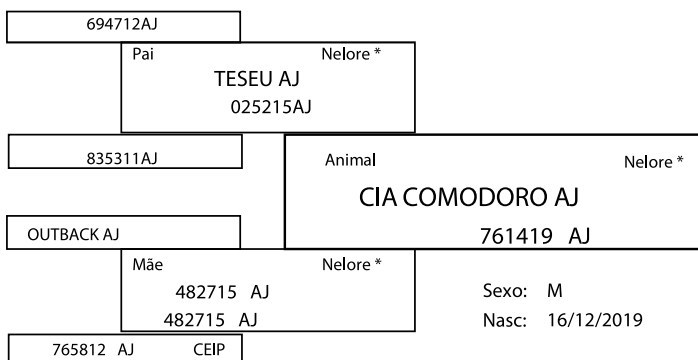 694712AJ
Pai Nelore *
TESEU AJ
025215AJ
835311AJ
Animal Nelore *
CIA COMODORO AJ
761419 AJ
OUTBACK AJ
Mãe Nelore *
482715 AJ
482715 AJ
Sexo: M
Nasc: 16/12/2019
765812 AJ CEIP